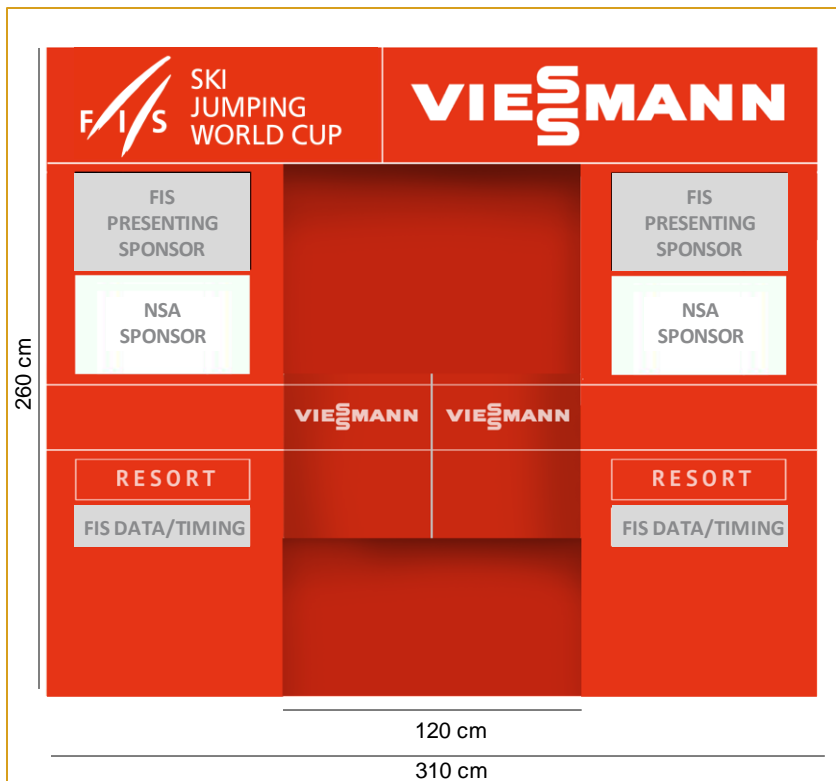 FIS
SKI
JUMPING
WORLD CUP
VIESSMANN
FIS
PRESENTING
SPONSOR
FIS
PRESENTING
SPONSOR
NSA
SPONSOR
NSA
SPONSOR
260 cm
VIESSMANN
VIESSMANN
RESORT
RESORT
FIS DATA/TIMING
FIS DATA/TIMING
120 cm
310 cm